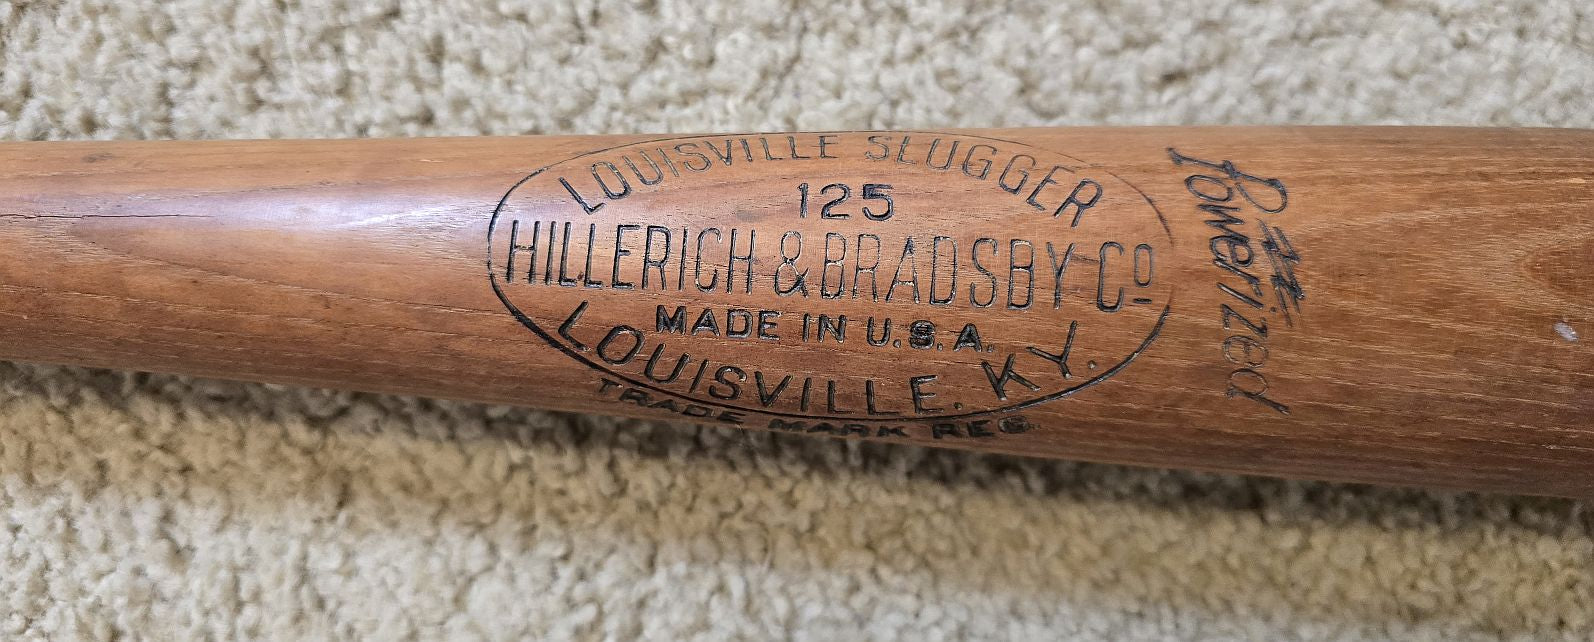 LOUISVILLE SLUGGER
125
HILLERICH & BRADSBY Co.
MADE IN U.S.A.
LOUISVILLE. KY.
TRADE MARK REG.
Powerized